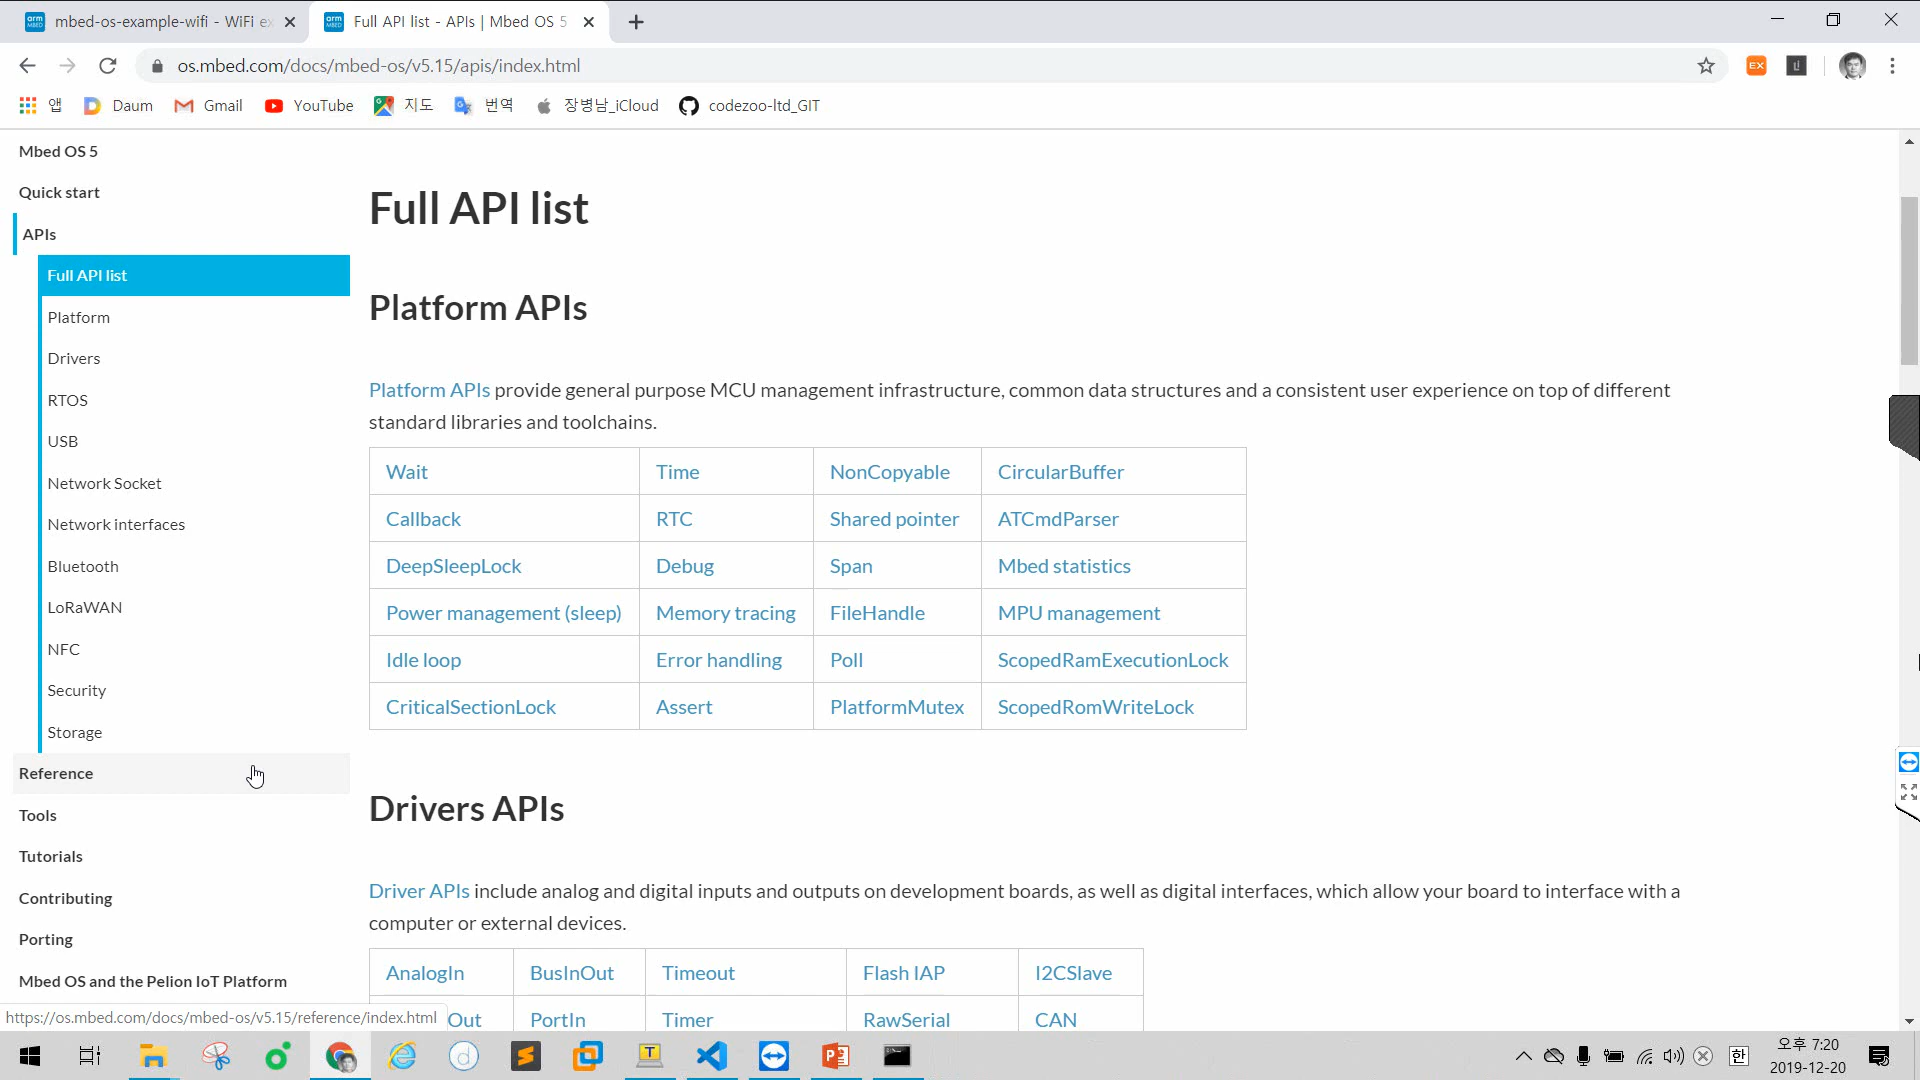 mbed-os-example-wifi - WiFi ex
Full API list - APIs | Mbed OS 5
os.mbed.com/docs/mbed-os/v5.15/apis/index.html
앱
Daum
Gmail
YouTube
지도
번역
장병남_iCloud
codezoo-ltd_GIT
Mbed OS 5
Quick start
APIs
Full API list
Platform
Drivers
RTOS
USB
Network Socket
Network interfaces
Bluetooth
LoRaWAN
NFC
Security
Storage
Reference
Tools
Tutorials
Contributing
Porting
Mbed OS and the Pelion IoT Platform
https://os.mbed.com/docs/mbed-os/v5.15/reference/index.html
Full API list
Platform APIs
Platform APIs provide general purpose MCU management infrastructure, common data structures and a consistent user experience on top of different
standard libraries and toolchains.
Wait Time NonCopyable CircularBuffer
Callback RTC Shared pointer ATCmdParser
DeepSleepLock Debug Span Mbed statistics
Power management (sleep) Memory tracing FileHandle MPU management
Idle loop Error handling Poll ScopedRamExecutionLock
CriticalSectionLock Assert PlatformMutex ScopedRomWriteLock
Drivers APIs
Driver APIs include analog and digital inputs and outputs on development boards, as well as digital interfaces, which allow your board to interface with a
computer or external devices.
AnalogIn BusInOut Timeout Flash IAP I2CSlave
Out PortIn Timer RawSerial CAN
한
오후 7:20
2019-12-20